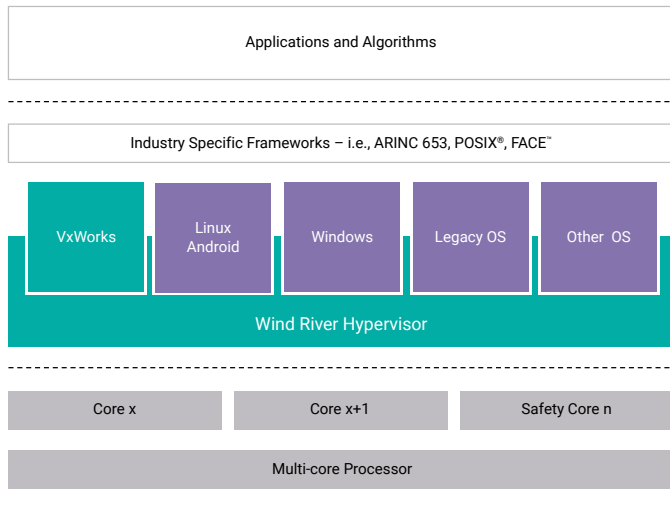 Applications and Algorithms
Industry Specific Frameworks – i.e., ARINC 653, POSIX®, FACE™
VxWorks
Linux
Android
Windows
Legacy OS
Other OS
Wind River Hypervisor
Core x
Core x+1
Safety Core n
Multi-core Processor